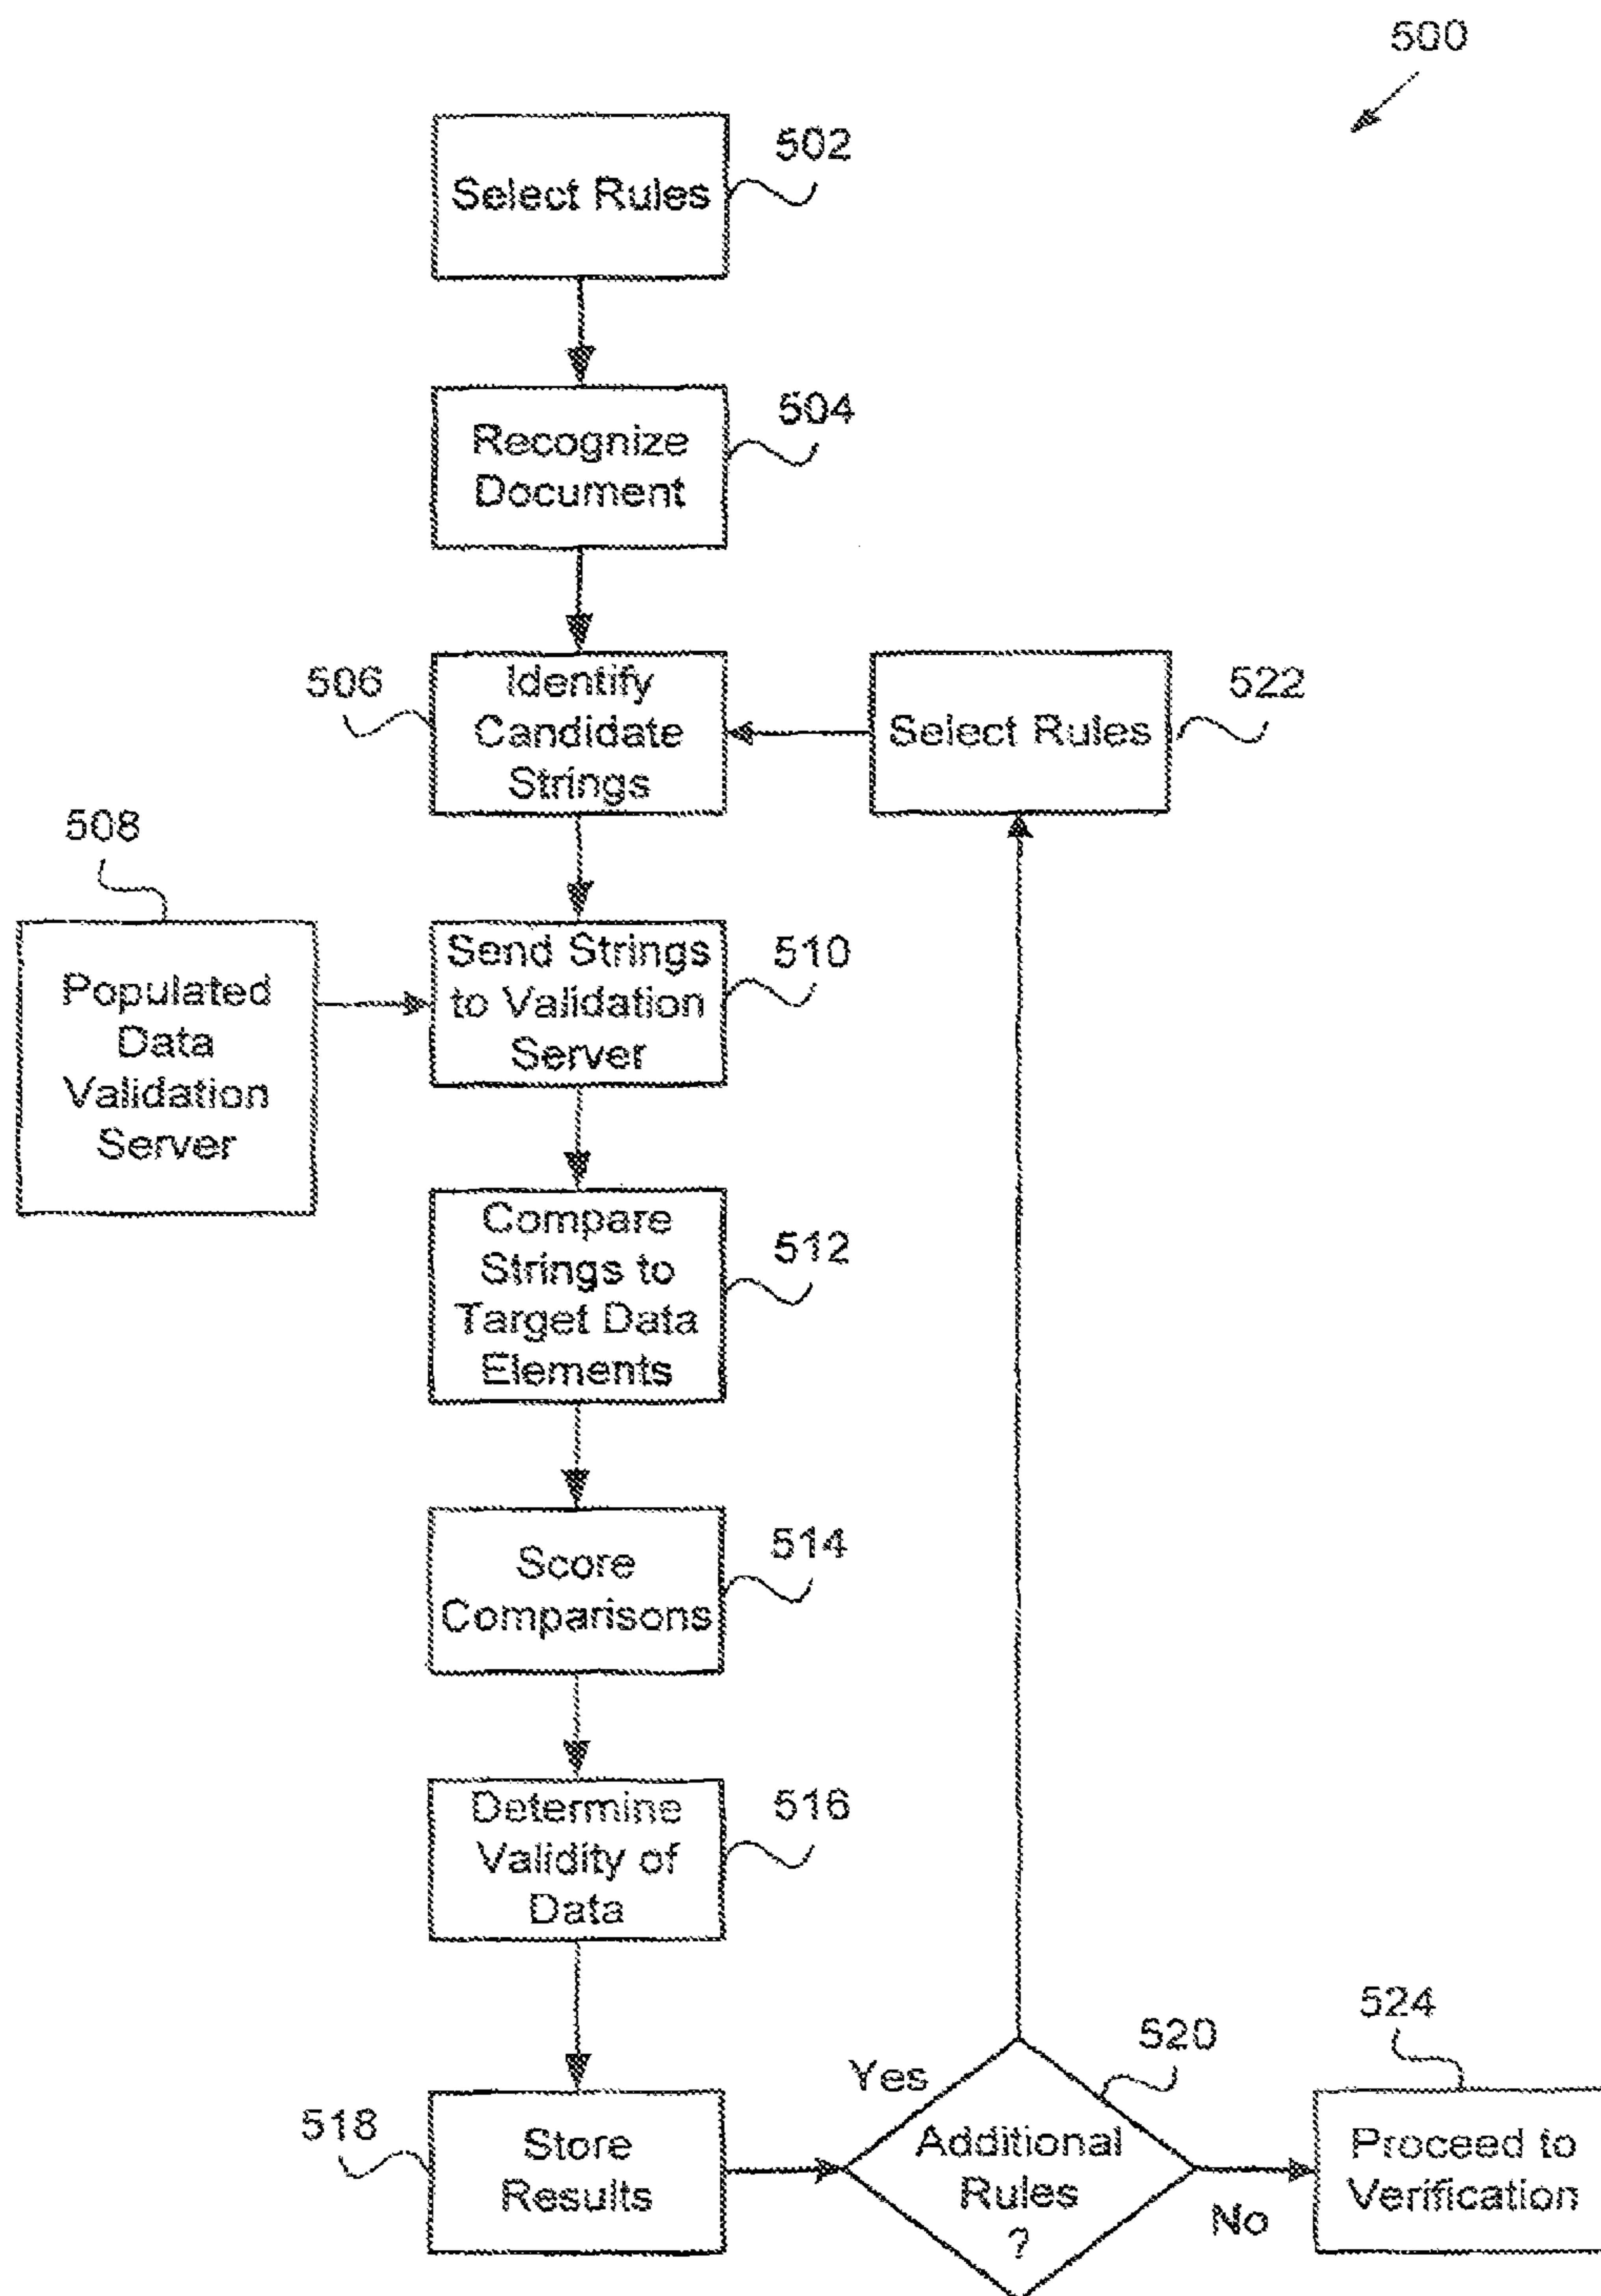 500
502
Select Rules
504
Recognize
Document
506
Identify
Candidate
Strings
522
Select Rules
508
Populated
Data
Validation
Server
510
Send Strings
to Validation
Server
512
Compare
Strings to
Target Data
Elements
514
Score
Comparisons
516
Determine
Validity of
Data
518
Store
Results
Yes
520
Additional
Rules
?
No
524
Proceed to
Verification